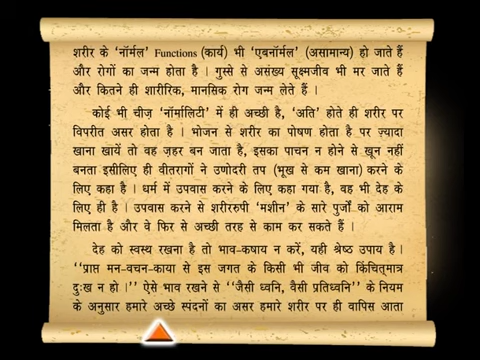 शरीर के ‘नॉर्मल’ Functions (कार्य) भी ‘एबनॉर्मल’ (असामान्य) हो जाते हैं
और रोगों का जन्म होता है । गुस्से से असंख्य सूक्ष्मजीव भी मर जाते हैं
और कितने ही शारीरिक, मानसिक रोग जन्म लेते हैं ।
कोई भी चीज़ ‘नॉर्मालिटी’ में ही अच्छी है, ‘अति’ होते ही शरीर पर
विपरीत असर होता है । भोजन से शरीर का पोषण होता है पर ज़्यादा
खाना खायें तो वह ज़हर बन जाता है, इसका पाचन न होने से खून नहीं
बनता इसीलिए ही वीतरागों ने उणोदरी तप (भूख से कम खाना) करने के
लिए कहा है । धर्म में उपवास करने के लिए कहा गया है, वह भी देह के
लिए ही है । उपवास करने से शरीररुपी ‘मशीन’ के सारे पुर्जों को आराम
मिलता है और वे फिर से अच्छी तरह से काम कर सकते हैं ।
देह को स्वस्थ रखना है तो भाव-कषाय न करें, यही श्रेष्ठ उपाय है ।
‘‘प्राप्त मन-वचन-काया से इस जगत के किसी भी जीव को किंचित्‌मात्र
दुःख न हो ।’’ ऐसे भाव रखने से ‘‘जैसी ध्वनि, वैसी प्रतिध्वनि’’ के नियम
के अनुसार हमारे अच्छे स्पंदनों का असर हमारे शरीर पर ही वापिस आता